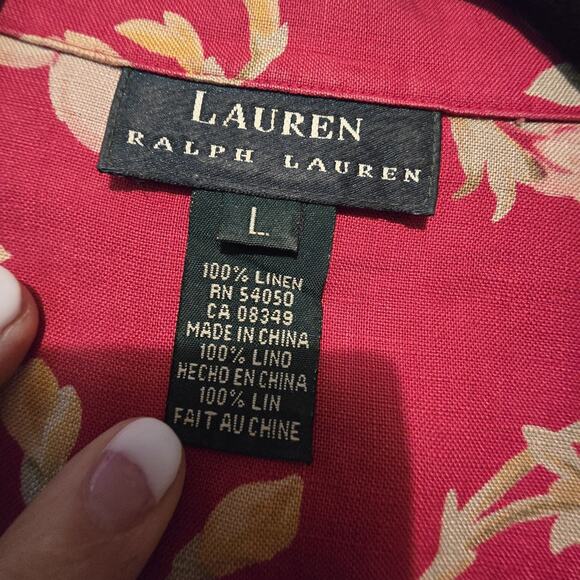 LAUREN
RALPH LAUREN
L
100% LINEN
RN 54050
CA 08349
MADE IN CHINA
100% LINO
HECHO EN CHINA
100% LIN
FAIT AU CHINE